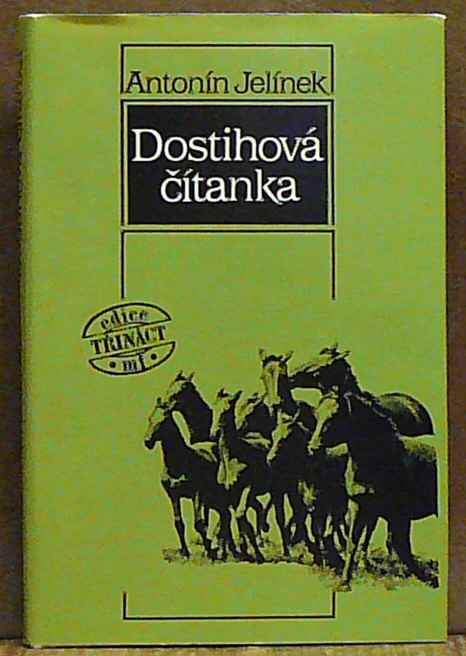 Antonín Jelínek
Dostihová
čítanka
edice
TŘINÁCT
• mf •